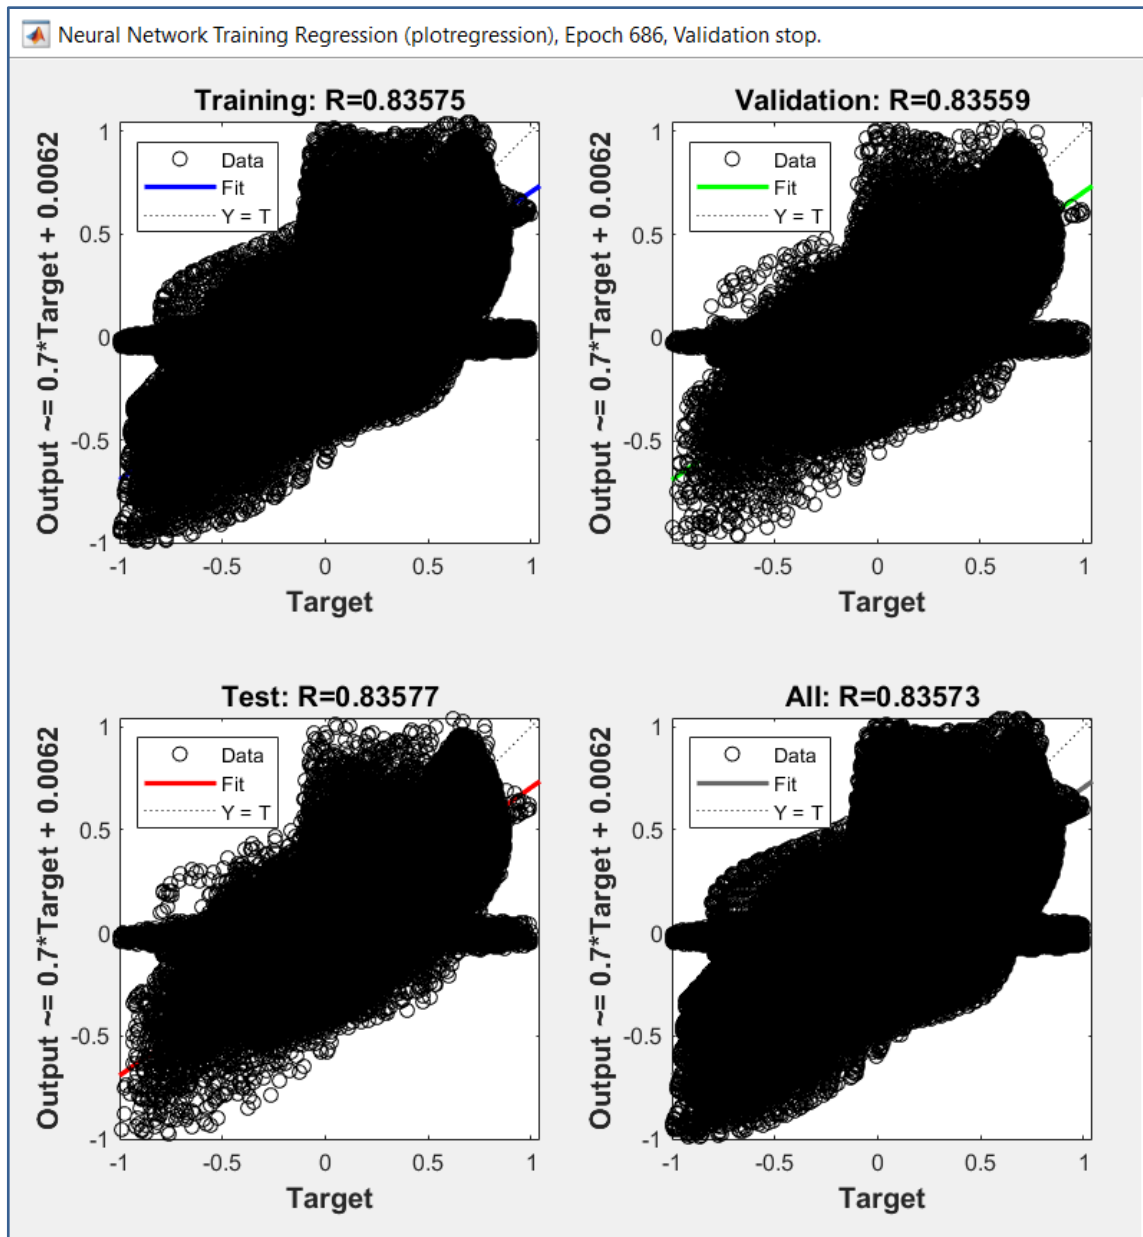 Neural Network Training Regression (plotregression), Epoch 686, Validation stop.
Training: R=0.83575
Output ~= 0.7*Target + 0.0062
1
0.5
0
-0.5
-1
Data
Fit
Y = T
-1
-0.5
0
0.5
1
Target
Validation: R=0.83559
Output ~= 0.7*Target + 0.0062
1
0.5
0
-0.5
Data
Fit
Y = T
-0.5
0
0.5
1
Target
Test: R=0.83577
Output ~= 0.7*Target + 0.0062
1
0.5
0
-0.5
-1
Data
Fit
Y = T
-1
-0.5
0
0.5
1
Target
All: R=0.83573
Output ~= 0.7*Target + 0.0062
1
0.5
0
-0.5
-1
Data
Fit
Y = T
-1
-0.5
0
0.5
1
Target